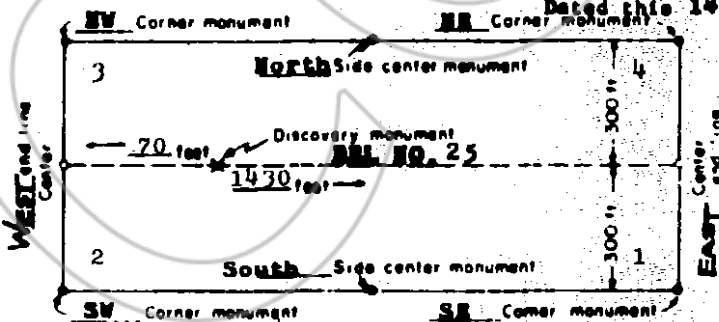 Dated this 14
NW Corner monument NE Corner monument
3 North Side center monument 4
300 ft
West end line Center
70 feet Discovery monument
BBL NO. 25
1430 feet
Center EAST end line
300 ft
2 South Side center monument 1
SW Corner monument SE Corner monument